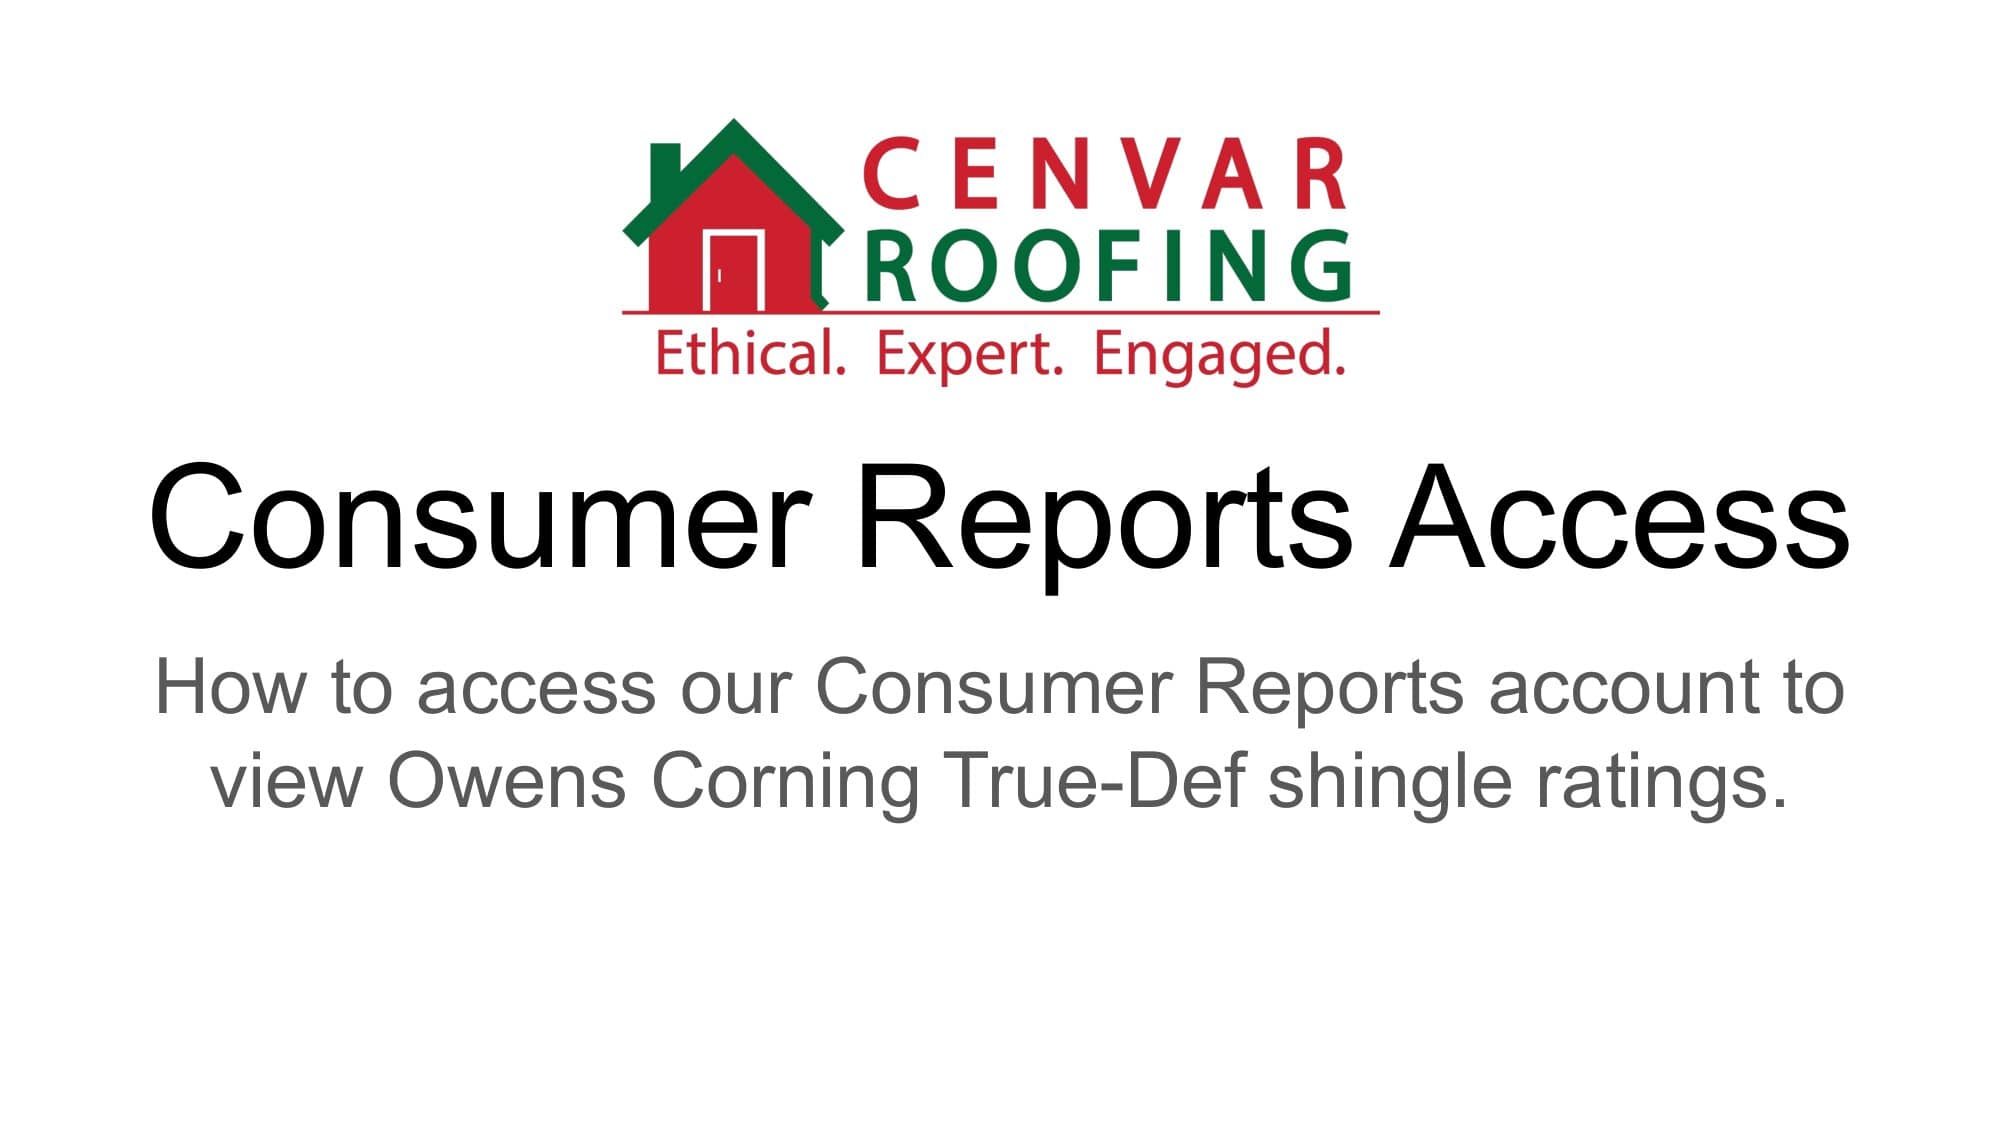 CENVAR
ROOFING
Ethical. Expert. Engaged.
Consumer Reports Access
How to access our Consumer Reports account to
view Owens Corning True-Def shingle ratings.